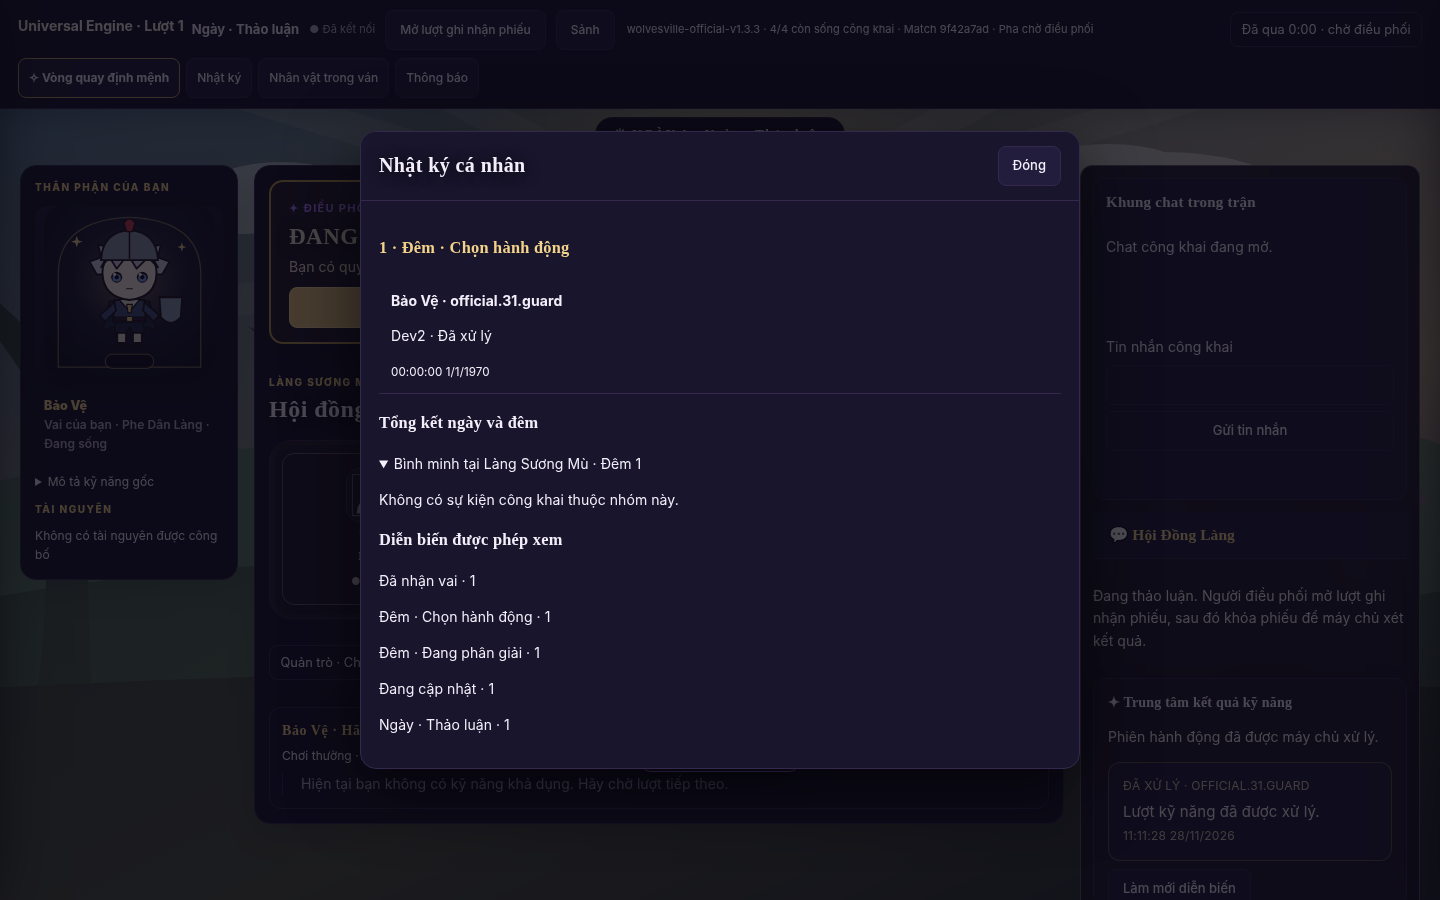 Universal Engine · Lượt 1 Ngày · Thảo luận ● Đã kết nối Mở lượt ghi nhận phiếu Sảnh wolvesville-official-v1.3.3 · 4/4 còn sống công khai · Match 9f42a7ad · Pha chờ điều phối Đã qua 0:00 · chờ điều phối
✧ Vòng quay định mệnh Nhật ký Nhân vật trong ván Thông báo
THÂN PHẬN CỦA BẠN
Bảo Vệ
Vai của bạn · Phe Dân Làng ·
Đang sống
▶ Mô tả kỹ năng gốc
TÀI NGUYÊN
Không có tài nguyên được công
bố
✦ ĐIỀU PH
ĐANG
Bạn có quy
LÀNG SƯƠNG M
Hội đồng
Quản trò · Ch
Bảo Vệ · Hã
Chơi thường ·
Hiện tại bạn không có kỹ năng khả dụng. Hãy chờ lượt tiếp theo.
Nhật ký cá nhân
Đóng
1 · Đêm · Chọn hành động
Bảo Vệ · official.31.guard
Dev2 · Đã xử lý
00:00:00 1/1/1970
Tổng kết ngày và đêm
▼ Bình minh tại Làng Sương Mù · Đêm 1
Không có sự kiện công khai thuộc nhóm này.
Diễn biến được phép xem
Đã nhận vai · 1
Đêm · Chọn hành động · 1
Đêm · Đang phân giải · 1
Đang cập nhật · 1
Ngày · Thảo luận · 1
Khung chat trong trận
Chat công khai đang mở.
Tin nhắn công khai
Gửi tin nhắn
💬 Hội Đồng Làng
Đang thảo luận. Người điều phối mở lượt ghi
nhận phiếu, sau đó khóa phiếu để máy chủ xét
kết quả.
✦ Trung tâm kết quả kỹ năng
Phiên hành động đã được máy chủ xử lý.
ĐÃ XỬ LÝ · OFFICIAL.31.GUARD
Lượt kỹ năng đã được xử lý.
11:11:28 28/11/2026
Làm mới diễn biến